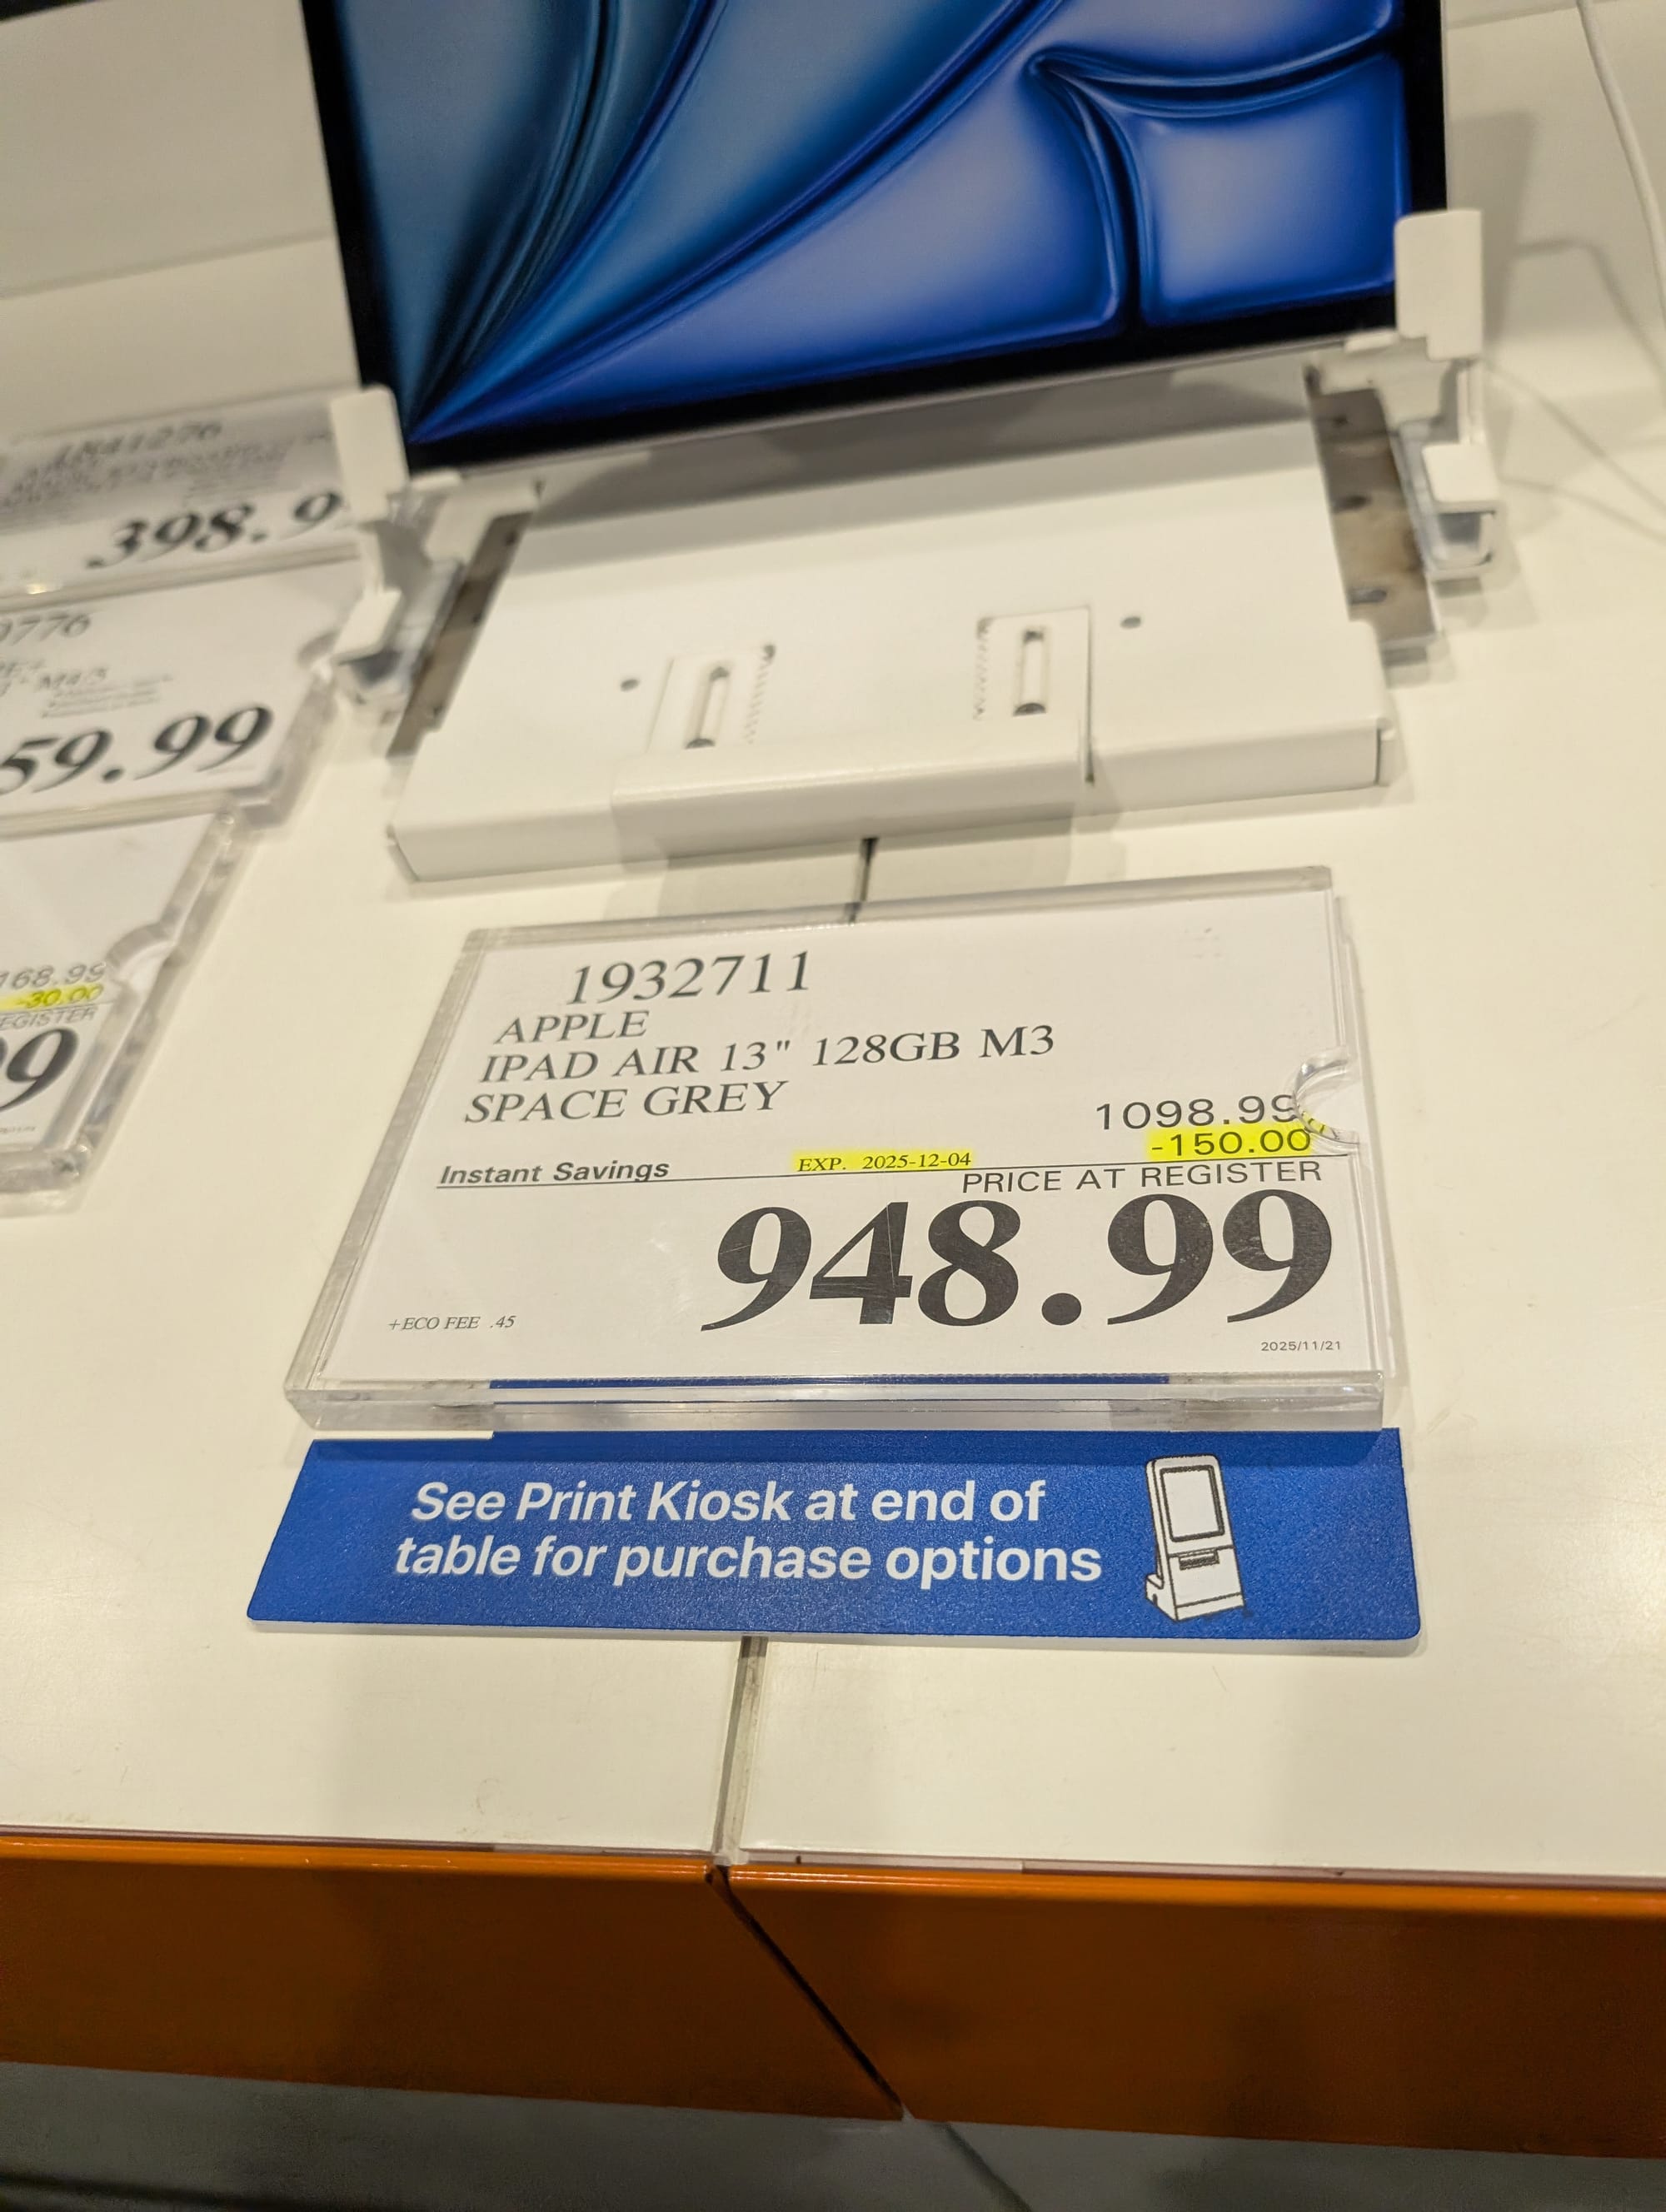 398.9
0776
59.99
168.99
-30.00
EGISTER
9
1932711
APPLE
IPAD AIR 13" 128GB M3
SPACE GREY
1098.99
-150.00
Instant Savings EXP. 2025-12-04
PRICE AT REGISTER
948.99
+ECO FEE .45
2025/11/21
See Print Kiosk at end of
table for purchase options